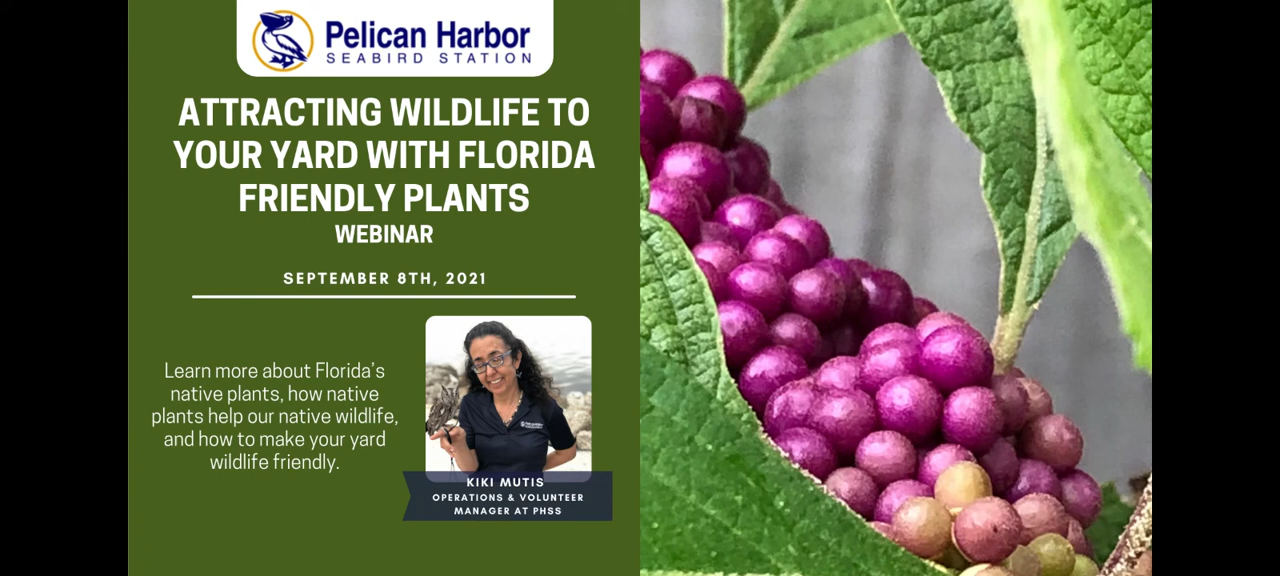 Pelican Harbor
SEABIRD STATION
ATTRACTING WILDLIFE TO
YOUR YARD WITH FLORIDA
FRIENDLY PLANTS
WEBINAR
SEPTEMBER 8TH, 2021
Learn more about Florida's
native plants, how native
plants help our native wildlife,
and how to make your yard
wildlife friendly.
KIKI MUTIS
OPERATIONS & VOLUNTEER
MANAGER AT PHSS